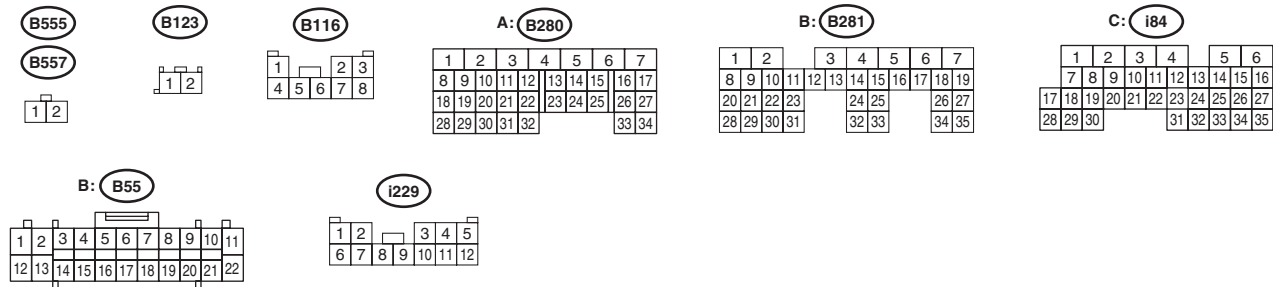 B555
B557
1 2
B123
1 2
B116
1 2 3
4 5 6 7 8
A: B280
1 2 3 4 5 6 7
8 9 10 11 12 13 14 15 16 17
18 19 20 21 22 23 24 25 26 27
28 29 30 31 32 33 34
B: B281
1 2 3 4 5 6 7
8 9 10 11 12 13 14 15 16 17 18 19
20 21 22 23 24 25 26 27
28 29 30 31 32 33 34 35
C: i84
1 2 3 4 5 6
7 8 9 10 11 12 13 14 15 16
17 18 19 20 21 22 23 24 25 26 27
28 29 30 31 32 33 34 35
B: B55
1 2 3 4 5 6 7 8 9 10 11
12 13 14 15 16 17 18 19 20 21 22
i229
1 2 3 4 5
6 7 8 9 10 11 12